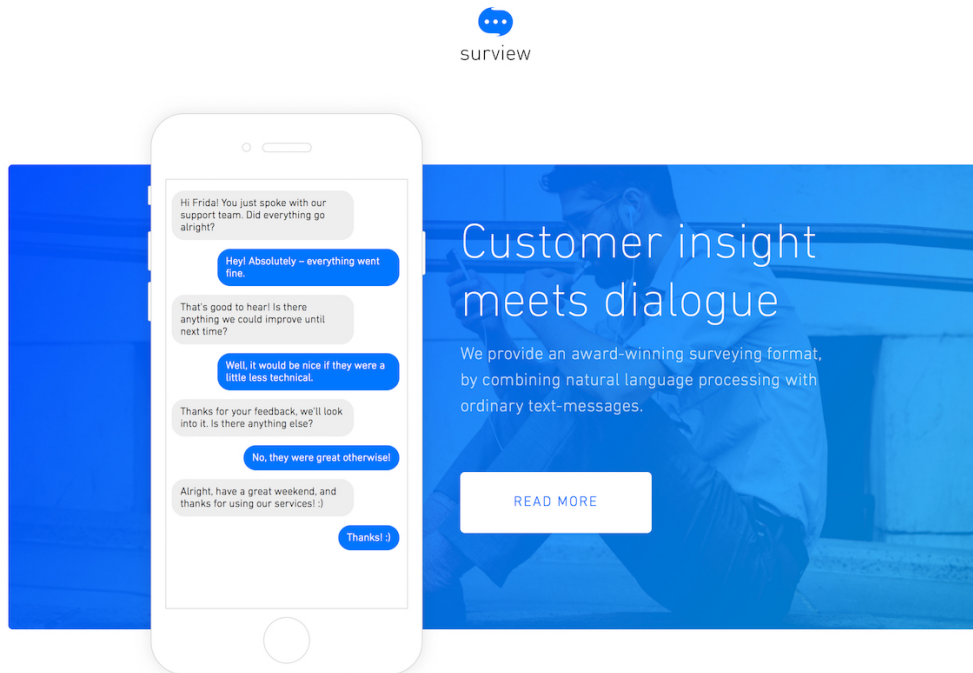 surview
Hi Frida! You just spoke with our
support team. Did everything go
alright?
Hey! Absolutely – everything went
fine.
That's good to hear! Is there
anything we could improve until
next time?
Well, it would be nice if they were a
little less technical.
Thanks for your feedback, we'll look
into it. Is there anything else?
No, they were great otherwise!
Alright, have a great weekend, and
thanks for using our services! :)
Thanks! :)
Customer insight
meets dialogue
We provide an award-winning surveying format,
by combining natural language processing with
ordinary text-messages.
READ MORE